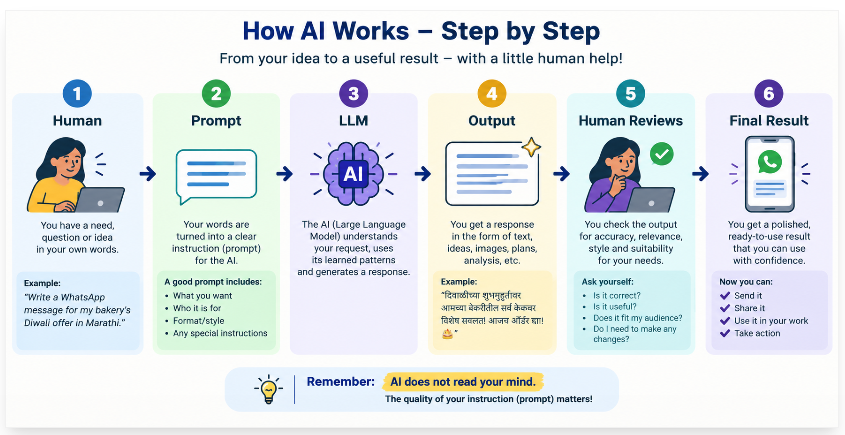 How AI Works – Step by Step
From your idea to a useful result – with a little human help!
1
Human
You have a need,
question or idea
in your own words.
Example:
"Write a WhatsApp
message for my bakery's
Diwali offer in Marathi."
2
Prompt
Your words are
turned into a clear
instruction (prompt)
for the AI.
A good prompt includes:
• What you want
• Who it is for
• Format/style
• Any special instructions
3
LLM
AI
The AI (Large Language
Model) understands
your request, uses
its learned patterns
and generates a response.
4
Output
You get a response
in the form of text,
ideas, images, plans,
analysis, etc.
Example:
"दिवाळीच्या शुभमुहूर्तावर
आमच्या बेकरीतील सर्व केकवर
विशेष सवलत! आजच ऑर्डर द्या!
🎂"
5
Human Reviews
You check the output
for accuracy, relevance,
style and suitability
for your needs.
Ask yourself:
• Is it correct?
• Is it useful?
• Does it fit my audience?
• Do I need to make any
changes?
6
Final Result
You get a polished,
ready-to-use result
that you can use
with confidence.
Now you can:
✔ Send it
✔ Share it
✔ Use it in your work
✔ Take action
Remember: AI does not read your mind.
The quality of your instruction (prompt) matters!